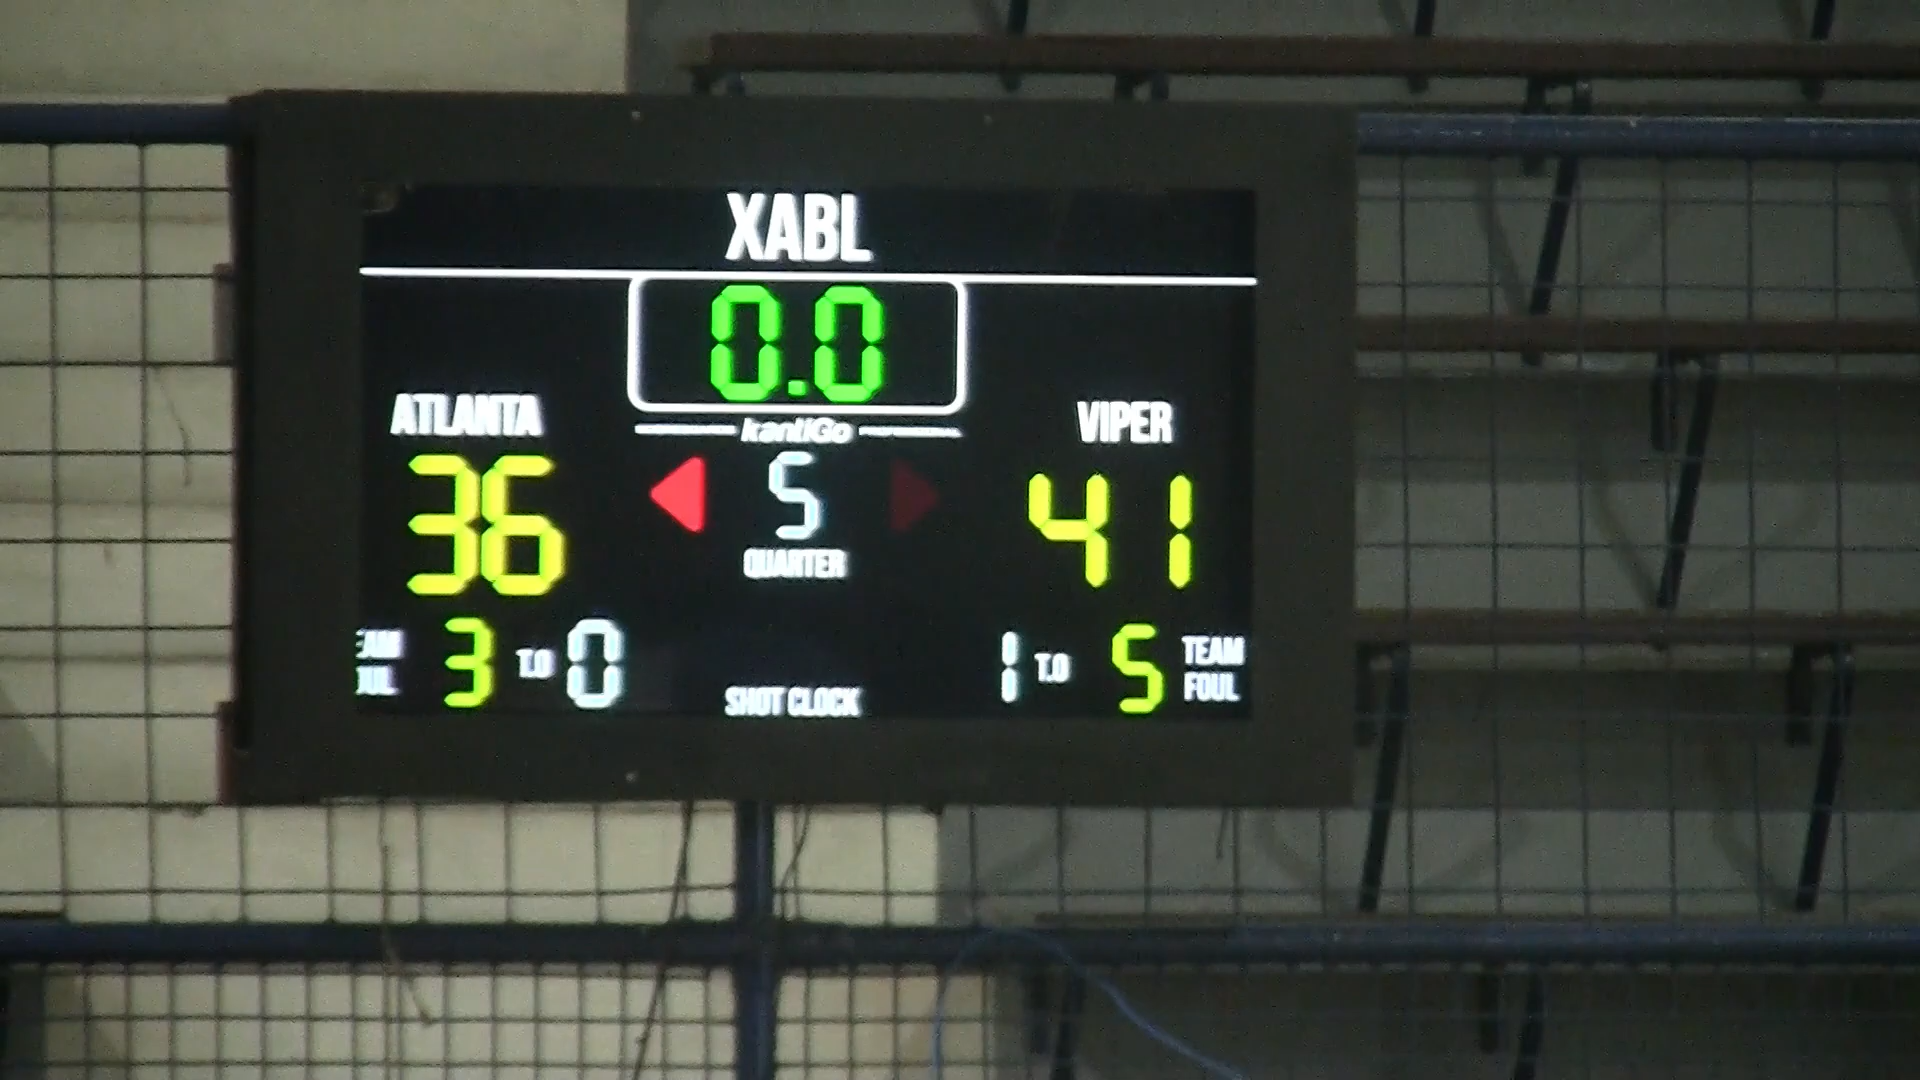 XABL
0.0
ATLANTA
VIPER
kantiGo
36
5
41
QUARTER
3 T.O 0
1 T.O 5
TEAM
FOUL
SHOT CLOCK